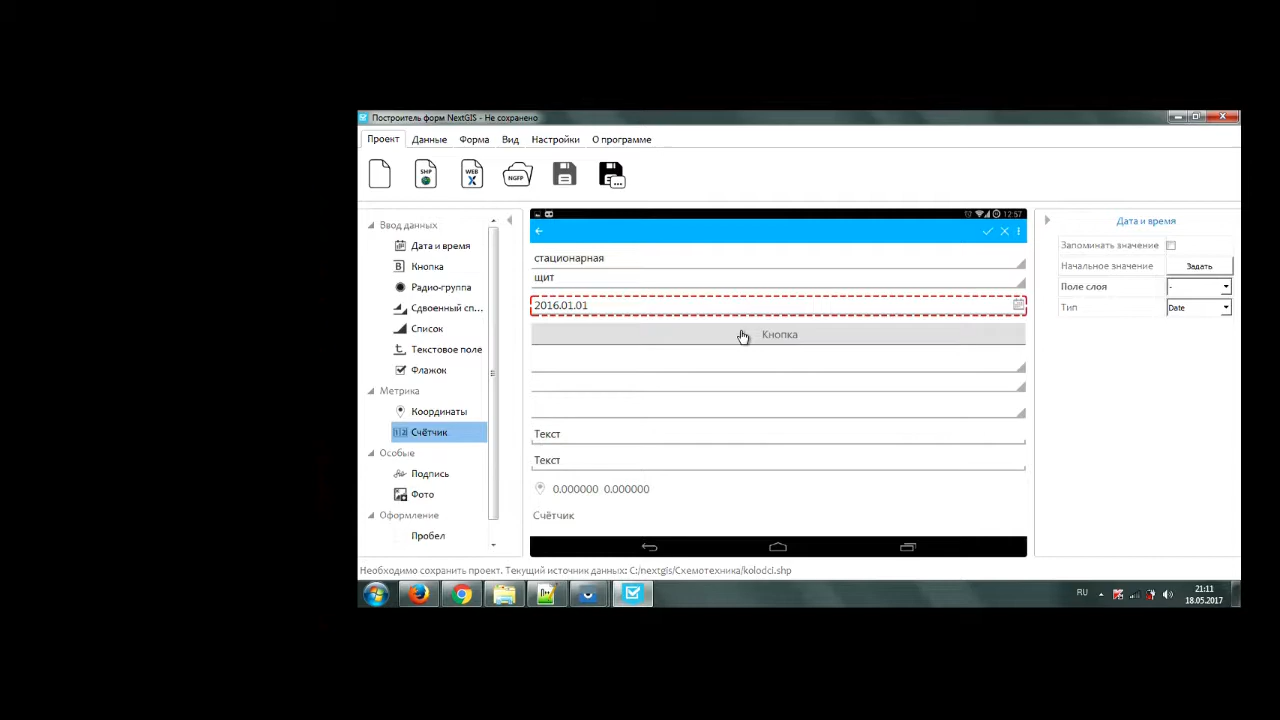 Построитель форм NextGIS - Не сохранено
Проект Данные Форма Вид Настройки О программе
SHP
WEB
X
NGFP
Ввод данных
Дата и время
Кнопка
Радио-группа
Сдвоенный сп...
Список
Текстовое поле
Флажок
Метрика
Координаты
Счётчик
Особые
Подпись
Фото
Оформление
Пробел
12:57
стационарная
щит
2016.01.01
Кнопка
Текст
Текст
0.000000 0.000000
Счётчик
Дата и время
Запоминать значение
Начальное значение Задать
Поле слоя -
Тип Date
Необходимо сохранить проект. Текущий источник данных: C:/nextgis/Схемотехника/kolodci.shp
RU
21:11
18.05.2017